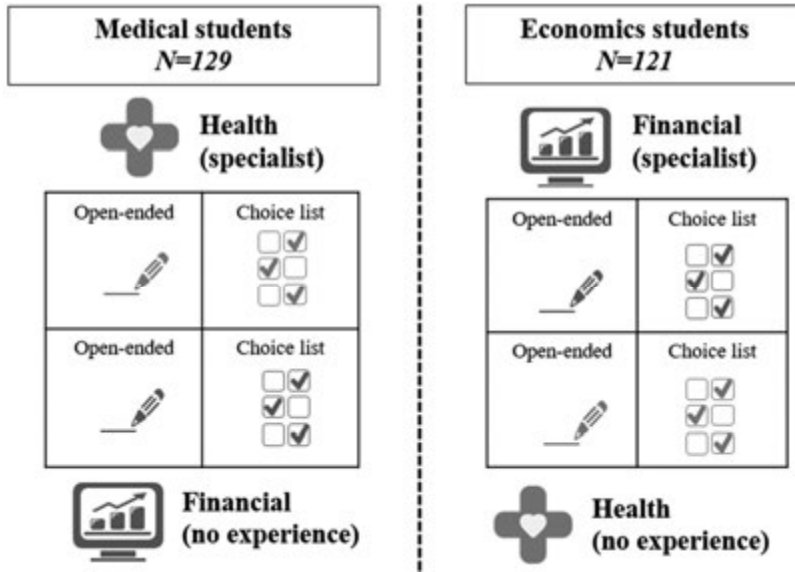 Medical students
N=129
Health
(specialist)
Open-ended
Choice list
Open-ended
Choice list
Financial
(no experience)
Economics students
N=121
Financial
(specialist)
Open-ended
Choice list
Open-ended
Choice list
Health
(no experience)